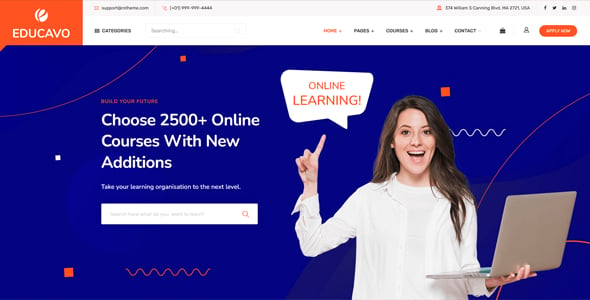 support@rstheme.com
(+01) 999-999-4444
374 William S Canning Blvd, MA 2721, USA
EDUCAVO
CATEGORIES
Searching...
HOME
PAGES
COURSES
BLOG
CONTACT
APPLY NOW
ONLINE
LEARNING!
BUILD YOUR FUTURE
Choose 2500+ Online
Courses With New
Additions
Take your learning organisation to the next level.
Search here what do you want to learn?